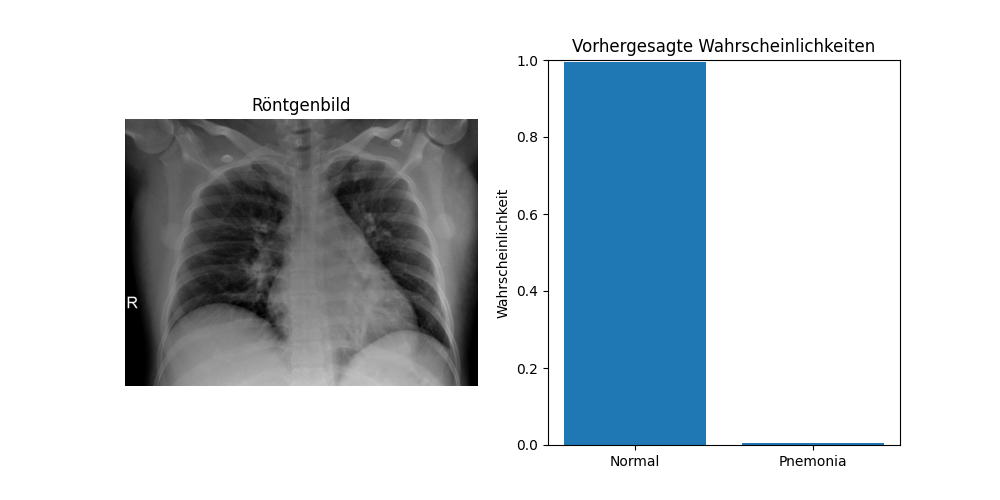 Röntgenbild
R
Vorhergesagte Wahrscheinlichkeiten
Wahrscheinlichkeit
1.0
0.8
0.6
0.4
0.2
0.0
Normal
Pnemonia